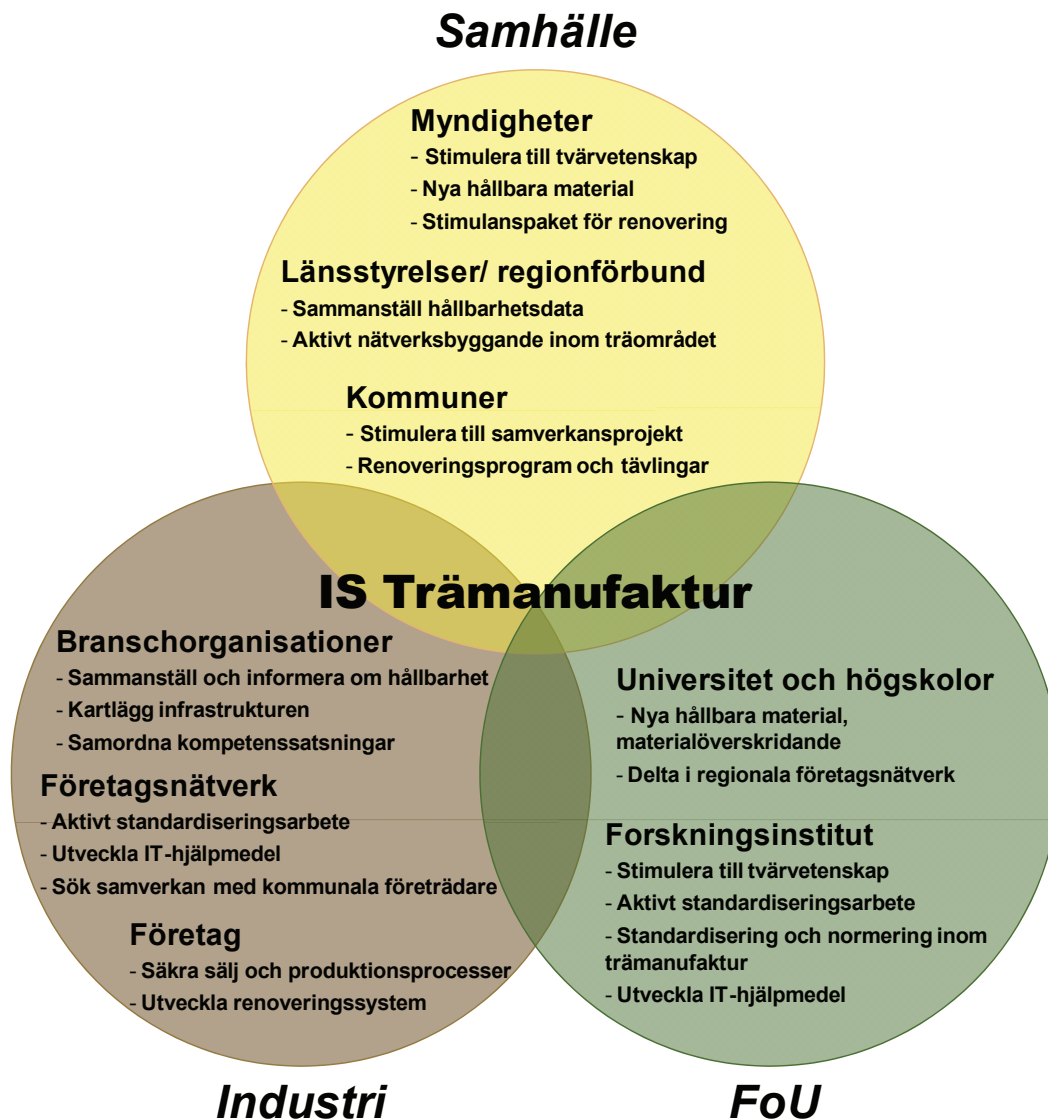 Samhälle
Myndigheter
- Stimulera till tvärvetenskap
- Nya hållbara material
- Stimulanspaket för renovering
Länsstyrelser/ regionförbund
- Sammanställ hållbarhetsdata
- Aktivt nätverksbyggande inom träområdet
Kommuner
- Stimulera till samverkansprojekt
- Renoveringsprogram och tävlingar
IS Trämanufaktur
Branschorganisationer
- Sammanställ och informera om hållbarhet
- Kartlägg infrastrukturen
- Samordna kompetenssatsningar
Företagsnätverk
- Aktivt standardiseringsarbete
- Utveckla IT-hjälpmedel
- Sök samverkan med kommunala företrädare
Företag
- Säkra sälj och produktionsprocesser
- Utveckla renoveringssystem
Universitet och högskolor
- Nya hållbara material,
materialöverskridande
- Delta i regionala företagsnätverk
Forskningsinstitut
- Stimulera till tvärvetenskap
- Aktivt standardiseringsarbete
- Standardisering och normering inom
trämanufaktur
- Utveckla IT-hjälpmedel
Industri
FoU